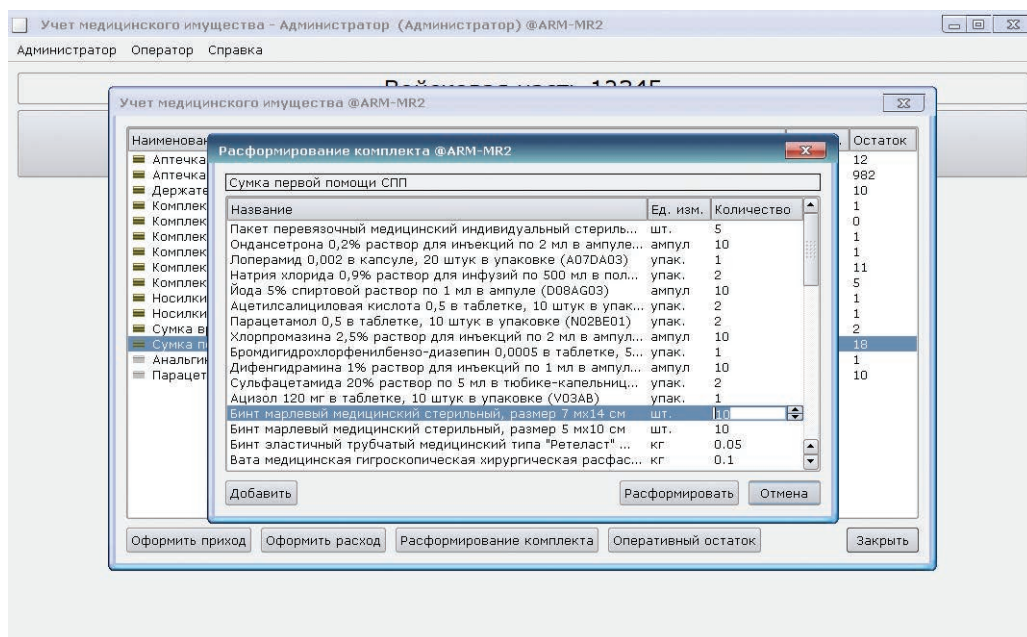 Учет медицинского имущества - Администратор (Администратор) @ARM-MR2
Администратор Оператор Справка
Войсковая часть 12345
Учет медицинского имущества @ARM-MR2
Остаток
Расформирование комплекта @ARM-MR2
Сумка первой помощи СПП
Название Ед. изм. Количество
Пакет перевязочный медицинский индивидуальный стериль... шт. 5
Ондансетрона 0,2% раствор для инъекций по 2 мл в ампуле... ампул 10
Лоперамид 0,002 в капсуле, 20 штук в упаковке (A07DA03) упак. 1
Натрия хлорида 0,9% раствор для инфузий по 500 мл в пол... упак. 2
Йода 5% спиртовой раствор по 1 мл в ампуле (D08AG03) ампул 10
Ацетилсалициловая кислота 0,5 в таблетке, 10 штук в упак... упак. 2
Парацетамол 0,5 в таблетке, 10 штук в упаковке (N02BE01) упак. 2
Хлорпромазина 2,5% раствор для инъекций по 2 мл в ампул... ампул 10
Бромдигидрохлорфенилбензо-диазепин 0,0005 в таблетке, 5... упак. 1
Дифенгидрамина 1% раствор для инъекций по 1 мл в ампул... ампул 10
Сульфацетамида 20% раствор по 5 мл в тюбике-капельниц... упак. 2
Ацизол 120 мг в таблетке, 10 штук в упаковке (V03AB) упак. 1
Бинт марлевый медицинский стерильный, размер 7 мх14 см шт. 10
Бинт марлевый медицинский стерильный, размер 5 мх10 см шт. 10
Бинт эластичный трубчатый медицинский типа "Ретеласт" ... кг 0.05
Вата медицинская гигроскопическая хирургическая расфас... кг 0.1
Добавить Расформировать Отмена
Наименован
Аптечка 12
Аптечка 982
Держате 10
Комплек 1
Комплек 0
Комплек 1
Комплек 1
Комплек 11
Комплек 5
Носилки 1
Носилки 1
Сумка в 2
Сумка п 18
Анальги 1
Парацет 10
Оформить приход Оформить расход Расформирование комплекта Оперативный остаток Закрыть